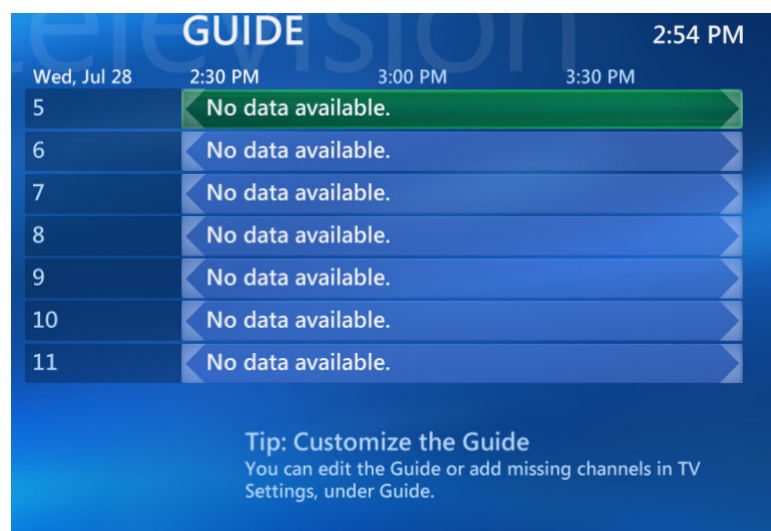 television
GUIDE 2:54 PM
Wed, Jul 28 2:30 PM 3:00 PM 3:30 PM
5 No data available.
6 No data available.
7 No data available.
8 No data available.
9 No data available.
10 No data available.
11 No data available.
Tip: Customize the Guide
You can edit the Guide or add missing channels in TV
Settings, under Guide.